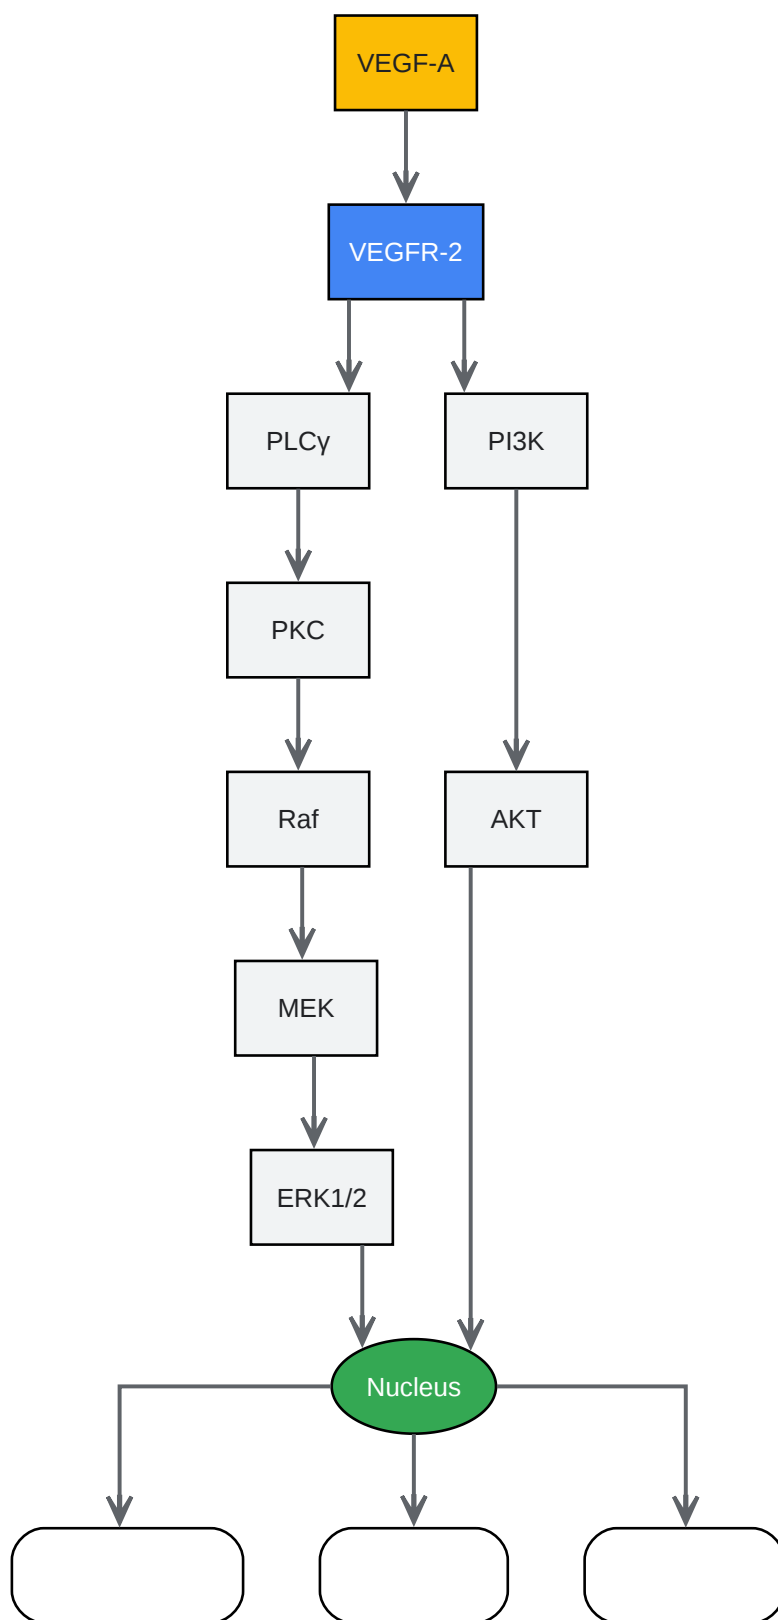 VEGF-A
VEGFR-2
PLCγ
PI3K
PKC
Raf
AKT
MEK
ERK1/2
Nucleus